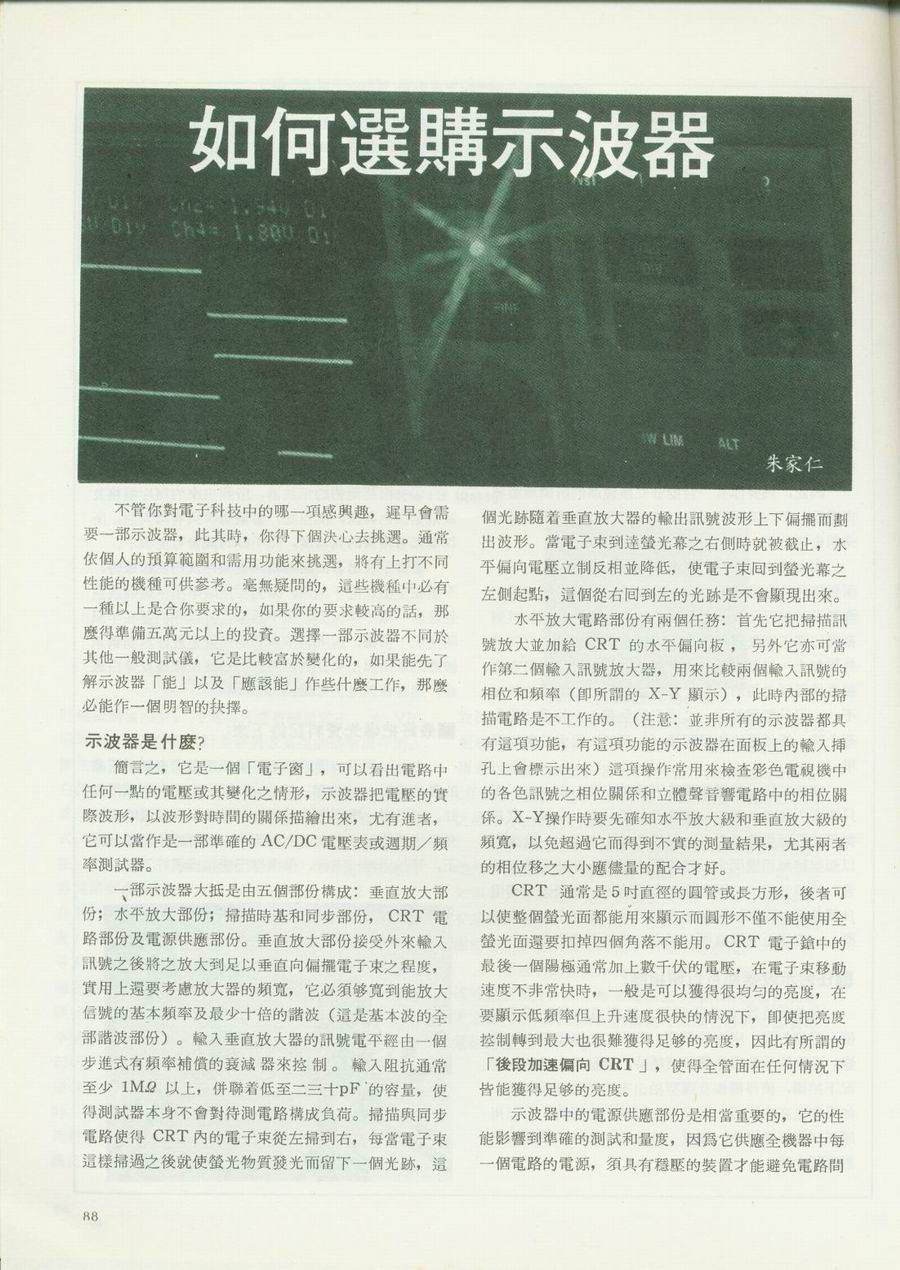 如何選購示波器
Ch2= 1.94V Di
V Div Ch4= 1.80V Di
W LIM ALT
朱家仁
不管你對電子科技中的哪一項感興趣，遲早會需
要一部示波器，此其時，你得下個決心去挑選。通常
依個人的預算範圍和需用功能來挑選，將有上打不同
性能的機種可供參考。毫無疑問的，這些機種中必有
一種以上是合你要求的，如果你的要求較高的話，那
麼得準備五萬元以上的投資。選擇一部示波器不同於
其他一般測試儀，它是比較富於變化的，如果能先了
解示波器「能」以及「應該能」作些什麼工作，那麼
必能作一個明智的抉擇。
示波器是什麼?
簡言之，它是一個「電子窗」，可以看出電路中
任何一點的電壓或其變化之情形，示波器把電壓的實
際波形，以波形對時間的關係描繪出來，尤有進者，
它可以當作是一部準確的 AC/DC 電壓表或週期／頻
率測試器。
一部示波器大抵是由五個部份構成：垂直放大部
份；水平放大部份；掃描時基和同步部份，CRT 電
路部份及電源供應部份。垂直放大部份接受外來輸入
訊號之後將之放大到足以垂直向偏擺電子束之程度，
實用上還要考慮放大器的頻寬，它必須够寬到能放大
信號的基本頻率及最少十倍的諧波（這是基本波的全
部諧波部份）。輸入垂直放大器的訊號電平經由一個
步進式有頻率補償的衰減器來控制。輸入阻抗通常
至少 1MΩ 以上，併聯着低至二三十pF的容量，使
得測試器本身不會對待測電路構成負荷。掃描與同步
電路使得 CRT 內的電子束從左掃到右，每當電子束
這樣掃過之後就使螢光物質發光而留下一個光跡，這
個光跡隨着垂直放大器的輸出訊號波形上下偏擺而劃
出波形。當電子束到達螢光幕之右側時就被截止，水
平偏向電壓立制反相並降低，使電子束回到螢光幕之
左側起點，這個從右回到左的光跡是不會顯現出來。
水平放大電路部份有兩個任務：首先它把掃描訊
號放大並加給 CRT 的水平偏向板，另外它亦可當
作第二個輸入訊號放大器，用來比較兩個輸入訊號的
相位和頻率（卽所謂的 X-Y 顯示），此時內部的掃
描電路是不工作的。（注意：並非所有的示波器都具
有這項功能，有這項功能的示波器在面板上的輸入揷
孔上會標示出來）這項操作常用來檢查彩色電視機中
的各色訊號之相位關係和立體聲音響電路中的相位關
係。X-Y操作時要先確知水平放大級和垂直放大級的
頻寬，以免超過它而得到不實的測量結果，尤其兩者
的相位移之大小應儘量的配合才好。
CRT 通常是5吋直徑的圓管或長方形，後者可
以使整個螢光面都能用來顯示而圓形不僅不能使用全
螢光面還要扣掉四個角落不能用。CRT 電子鎗中的
最後一個陽極通常加上數千伏的電壓，在電子束移動
速度不非常快時，一般是可以獲得很均勻的亮度，在
要顯示低頻率但上升速度很快的情況下，卽使把亮度
控制轉到最大也很難獲得足够的亮度，因此有所謂的
「後段加速偏向 CRT」，使得全管面在任何情況下
皆能獲得足够的亮度。
示波器中的電源供應部份是相當重要的，它的性
能影響到準確的測試和量度，因爲它供應全機器中每
一個電路的電源，須具有穩壓的裝置才能避免電路間
88